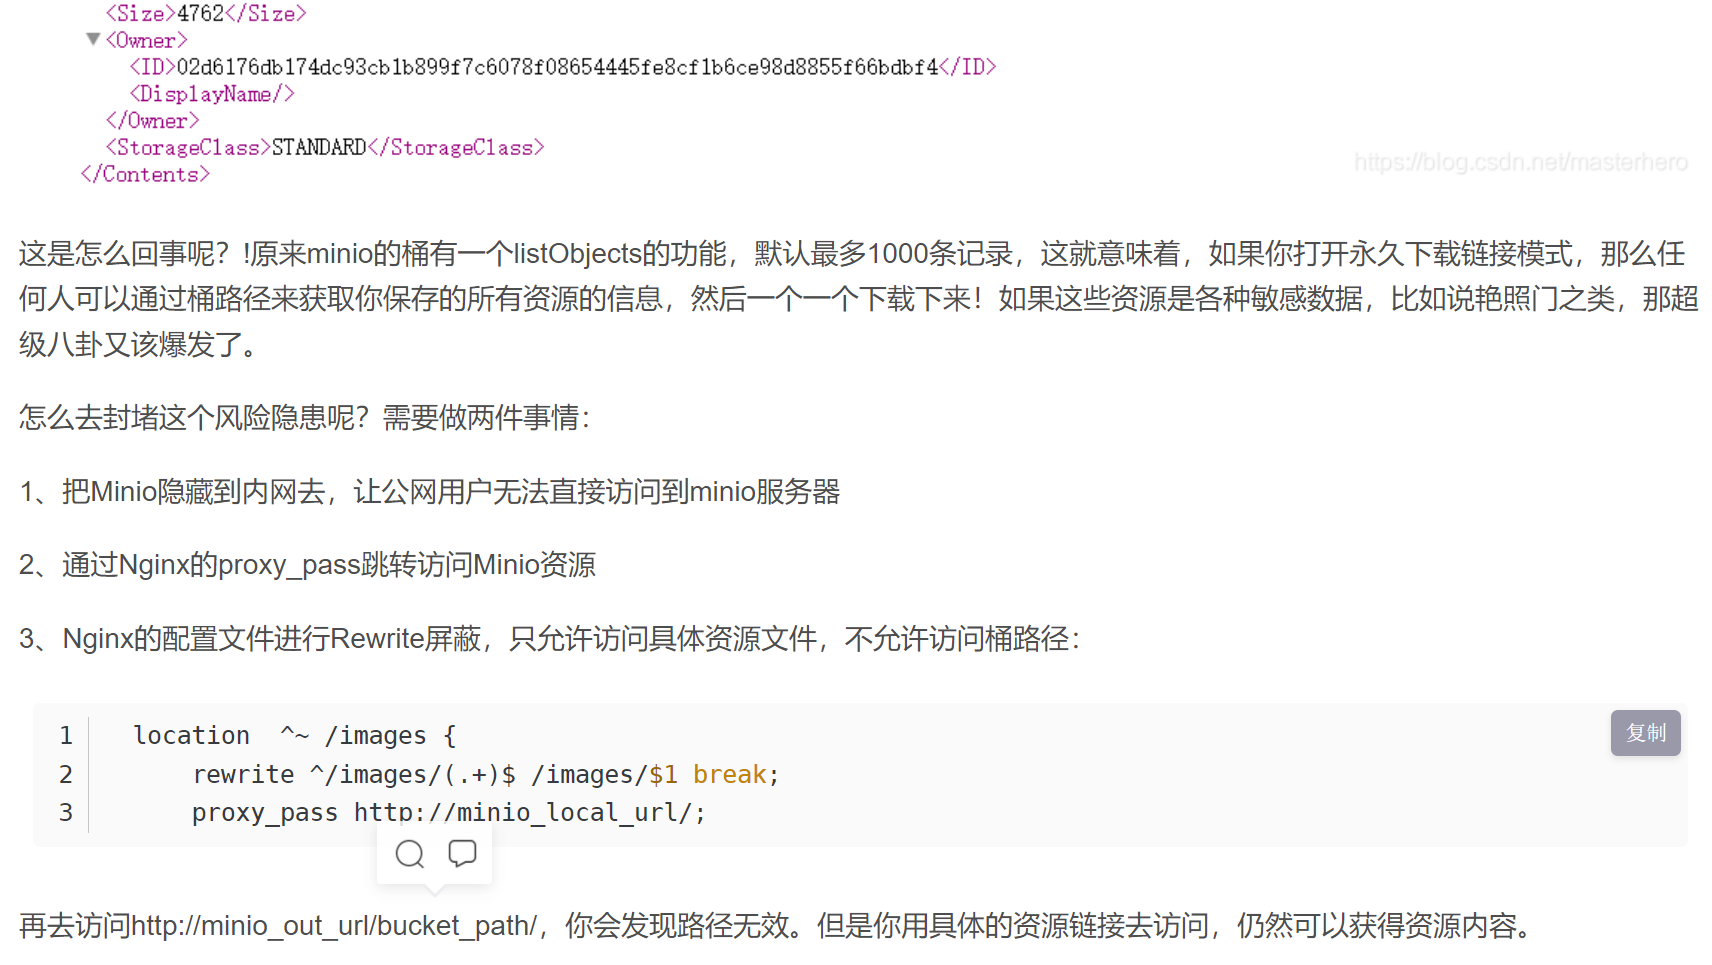 <Size>4762</Size>
▼<Owner>
<ID>02d6176db174dc93cb1b899f7c6078f08654445fe8cf1b6ce98d8855f66bdbf4</ID>
<DisplayName/>
</Owner>
<StorageClass>STANDARD</StorageClass>
</Contents>
https://blog.csdn.net/masterhero
这是怎么回事呢？!原来minio的桶有一个listObjects的功能，默认最多1000条记录，这就意味着，如果你打开永久下载链接模式，那么任
何人可以通过桶路径来获取你保存的所有资源的信息，然后一个一个下载下来！如果这些资源是各种敏感数据，比如说艳照门之类，那超
级八卦又该爆发了。
怎么去封堵这个风险隐患呢？需要做两件事情：
1、把Minio隐藏到内网去，让公网用户无法直接访问到minio服务器
2、通过Nginx的proxy_pass跳转访问Minio资源
3、Nginx的配置文件进行Rewrite屏蔽，只允许访问具体资源文件，不允许访问桶路径：
复制
1 location  ^~ /images {
2 rewrite ^/images/(.+)$ /images/$1 break;
3 proxy_pass http://minio_local_url/;
再去访问http://minio_out_url/bucket_path/，你会发现路径无效。但是你用具体的资源链接去访问，仍然可以获得资源内容。